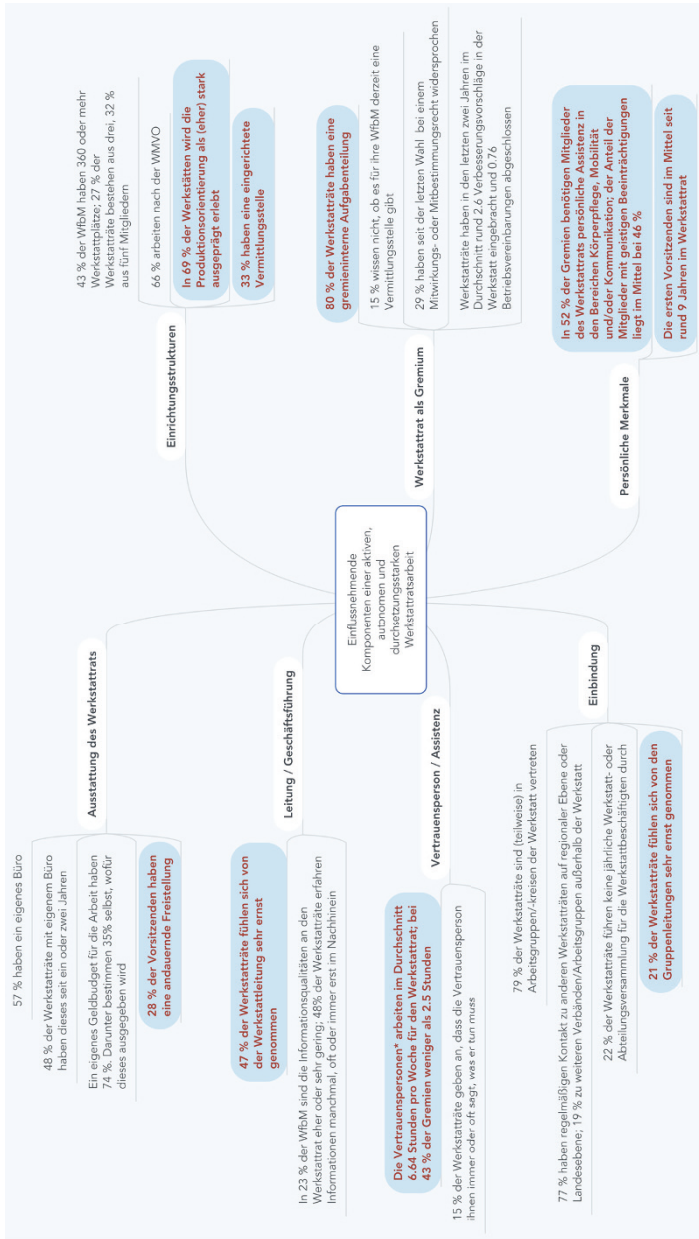 Einflussnehmende
Komponenten einer aktiven,
autonomen und
durchsetzungsstarken
Werkstattratsarbeit
Ausstattung des Werkstattrats
57 % haben ein eigenes Büro
48 % der Werkstatträte mit eigenem Büro
haben dieses seit ein oder zwei Jahren
Ein eigenes Geldbudget für die Arbeit haben
74 %. Darunter bestimmen 35% selbst, wofür
dieses ausgegeben wird
28 % der Vorsitzenden haben
eine andauernde Freistellung
Leitung / Geschäftsführung
47 % der Werkstatträte fühlen sich von
der Werkstattleitung sehr ernst
genommen
In 23 % der WfbM sind die Informationsqualitäten an den
Werkstattrat eher oder sehr gering; 48% der Werkstatträte erfahren
Informationen manchmal, oft oder immer erst im Nachhinein
Vertrauensperson / Assistenz
Die Vertrauenspersonen* arbeiten im Durchschnitt
6.64 Stunden pro Woche für den Werkstattrat; bei
43 % der Gremien weniger als 2.5 Stunden
15 % der Werkstatträte geben an, dass die Vertrauensperson
ihnen immer oder oft sagt, was er tun muss
Einbindung
79 % der Werkstatträte sind (teilweise) in
Arbeitsgruppen/-kreisen der Werkstatt vertreten
77 % haben regelmäßigen Kontakt zu anderen Werkstatträten auf regionaler Ebene oder
Landesebene; 19 % zu weiteren Verbänden/Arbeitsgruppen außerhalb der Werkstatt
22 % der Werkstatträte führen keine jährliche Werkstatt- oder
Abteilungsversammlung für die Werkstattbeschäftigten durch
21 % der Werkstatträte fühlen sich von den
Gruppenleitungen sehr ernst genommen
Einrichtungsstrukturen
43 % der WfbM haben 360 oder mehr
Werkstattplätze; 27 % der
Werkstatträte bestehen aus drei, 32 %
aus fünf Mitgliedern
66 % arbeiten nach der WMVO
In 69 % der Werkstätten wird die
Produktionsorientierung als (eher) stark
ausgeprägt erlebt
33 % haben eine eingerichtete
Vermittlungsstelle
Werkstattrat als Gremium
80 % der Werkstatträte haben eine
gremieninterne Aufgabenteilung
15 % wissen nicht, ob es für ihre WfbM derzeit eine
Vermittlungsstelle gibt
29 % haben seit der letzten Wahl bei einem
Mitwirkungs- oder Mitbestimmungsrecht widersprochen
Werkstatträte haben in den letzten zwei Jahren im
Durchschnitt rund 2.6 Verbesserungsvorschläge in der
Werkstatt eingebracht und 0.76
Betriebsvereinbarungen abgeschlossen
Persönliche Merkmale
In 52 % der Gremien benötigen Mitglieder
des Werkstattrats persönliche Assistenz in
den Bereichen Körperpflege, Mobilität
und/oder Kommunikation; der Anteil der
Mitglieder mit geistigen Beeinträchtigungen
liegt im Mittel bei 46 %
Die ersten Vorsitzenden sind im Mittel seit
rund 9 Jahren im Werkstattrat